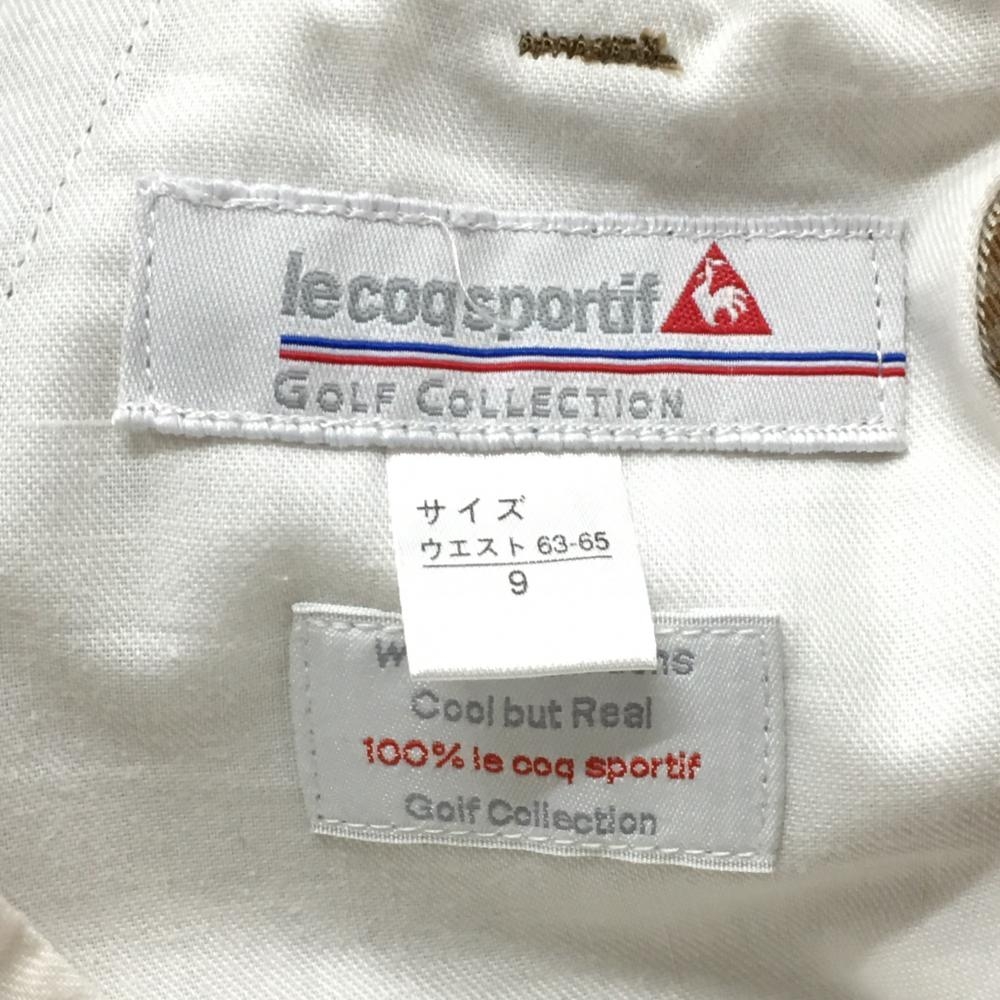 le coq sportif
GOLF COLLECTION
サイズ
ウエスト 63-65
9
Cool but Real
100% le coq sportif
Golf Collection